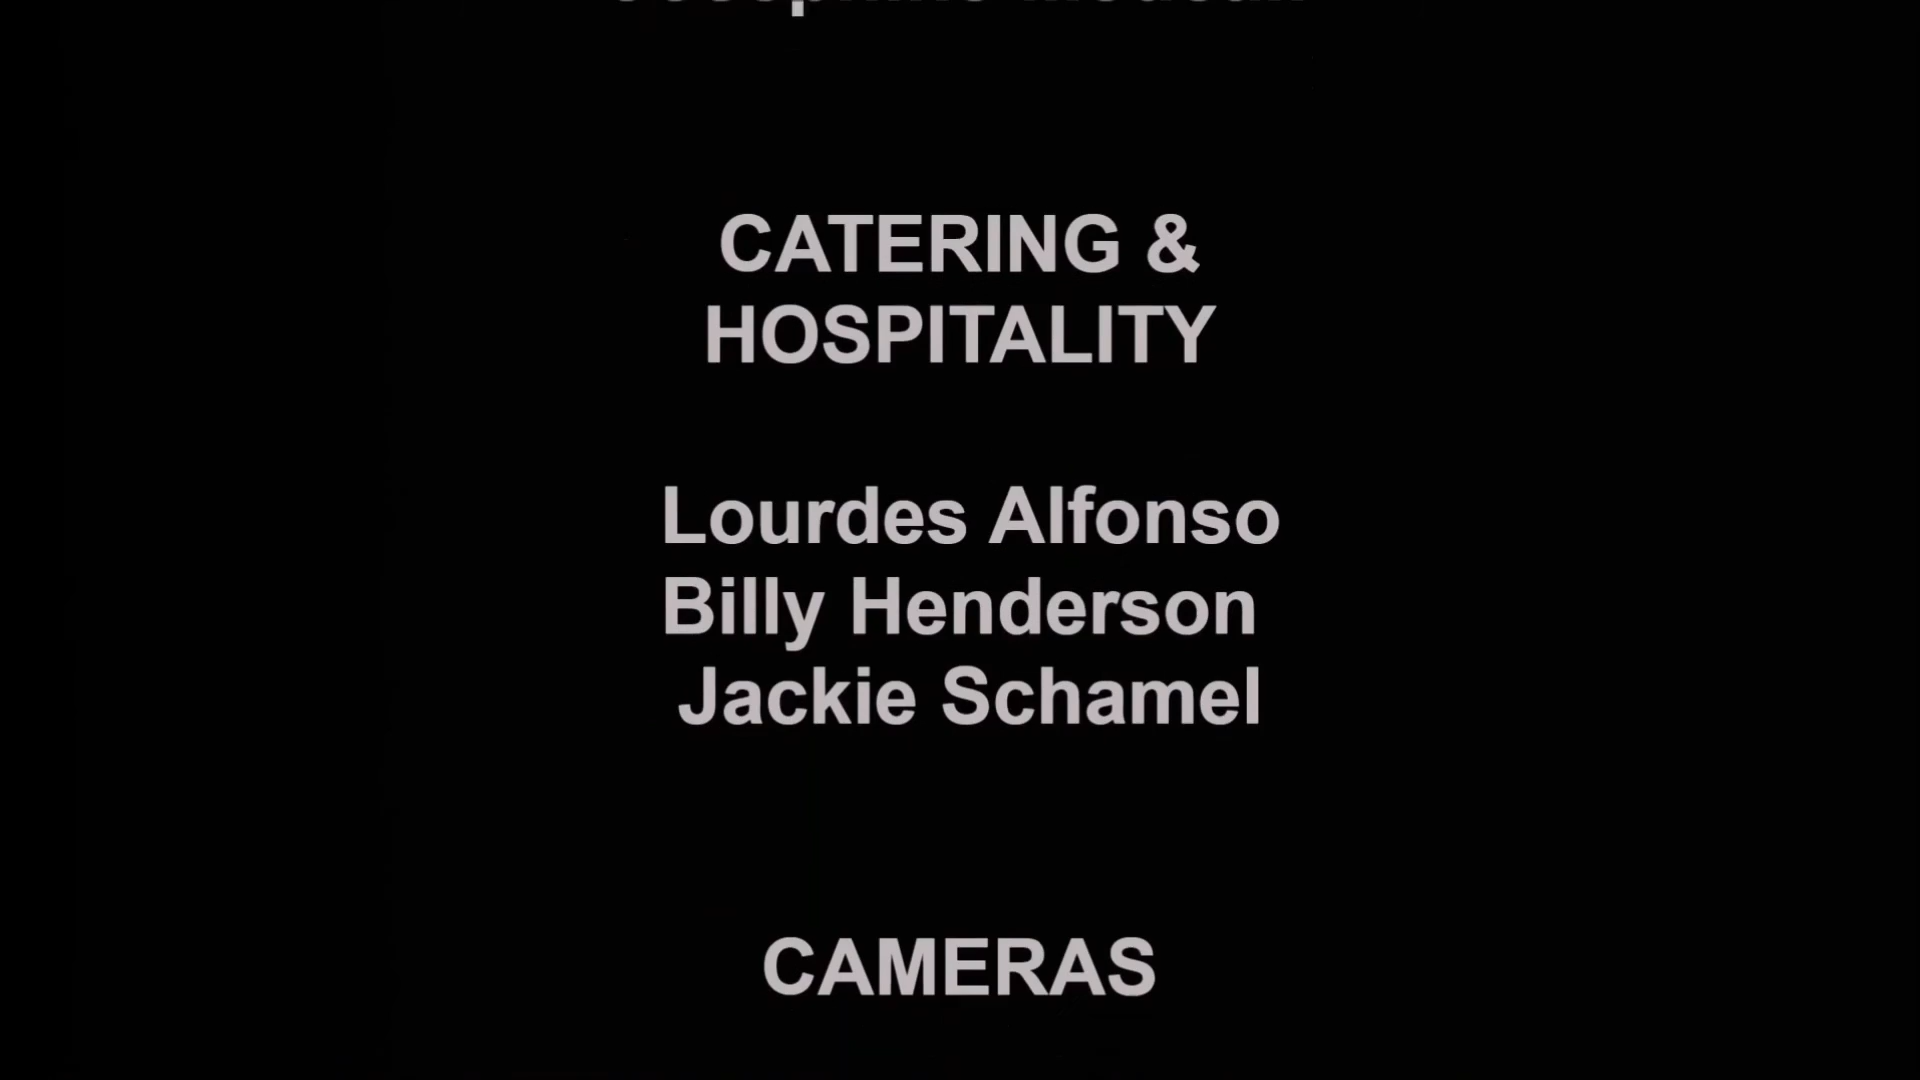 CATERING &
HOSPITALITY
Lourdes Alfonso
Billy Henderson
Jackie Schamel
CAMERAS